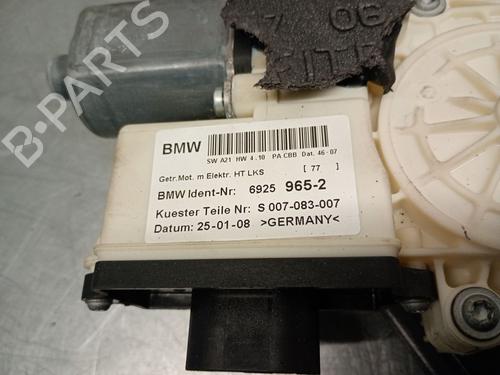 BMW
SW A21 HW 4.10 PA.CBB Dat. 46-07
Getr.Mot. m Elektr. HT LKS [ 77 ]
BMW Ident-Nr: 6925 965-2
Kuester Teile Nr: S 007-083-007
Datum: 25-01-08 >GERMANY<